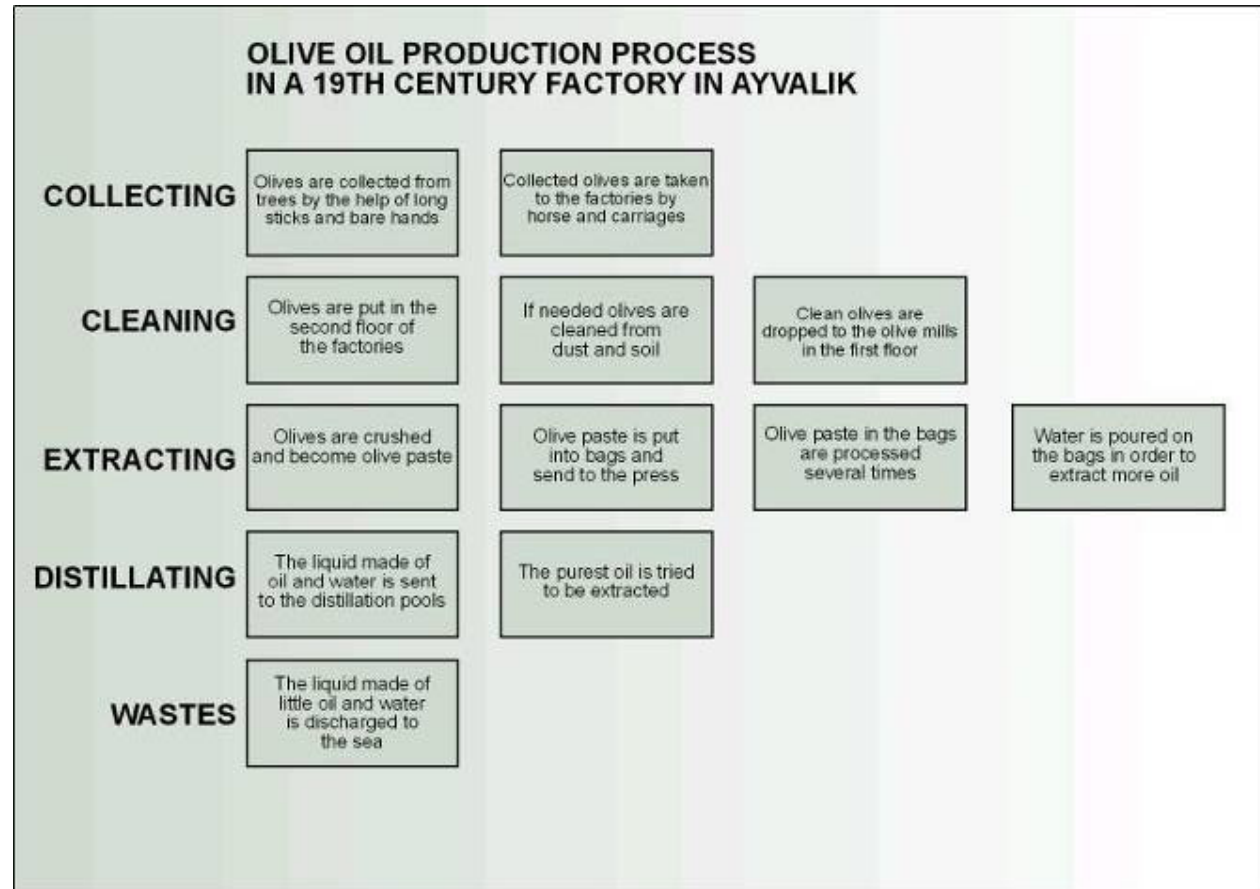 OLIVE OIL PRODUCTION PROCESS
IN A 19TH CENTURY FACTORY IN AYVALIK
COLLECTING
Olives are collected from
trees by the help of long
sticks and bare hands
Collected olives are taken
to the factories by
horse and carriages
CLEANING
Olives are put in the
second floor of
the factories
If needed olives are
cleaned from
dust and soil
Clean olives are
dropped to the olive mills
in the first floor
EXTRACTING
Olives are crushed
and become olive paste
Olive paste is put
into bags and
send to the press
Olive paste in the bags
are processed
several times
Water is poured on
the bags in order to
extract more oil
DISTILLATING
The liquid made of
oil and water is sent
to the distillation pools
The purest oil is tried
to be extracted
WASTES
The liquid made of
little oil and water
is discharged to
the sea